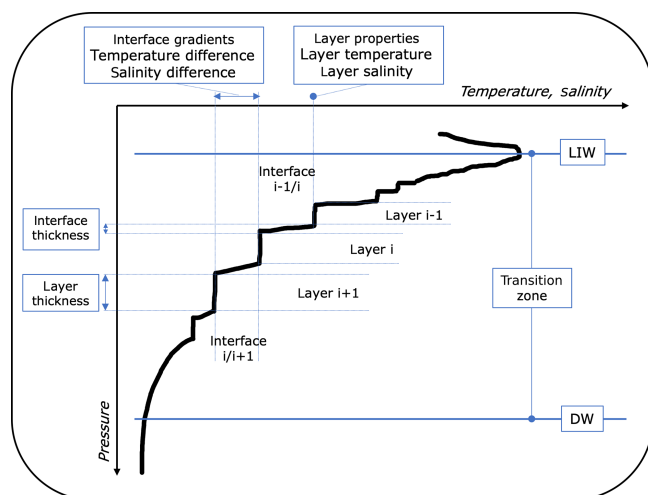 Interface gradients
Temperature difference
Salinity difference
Layer properties
Layer temperature
Layer salinity
Temperature, salinity
LIW
Interface
i-1/i
Layer i-1
Interface
thickness
Layer i
Layer
thickness
Layer i+1
Transition
zone
Interface
i/i+1
DW
Pressure